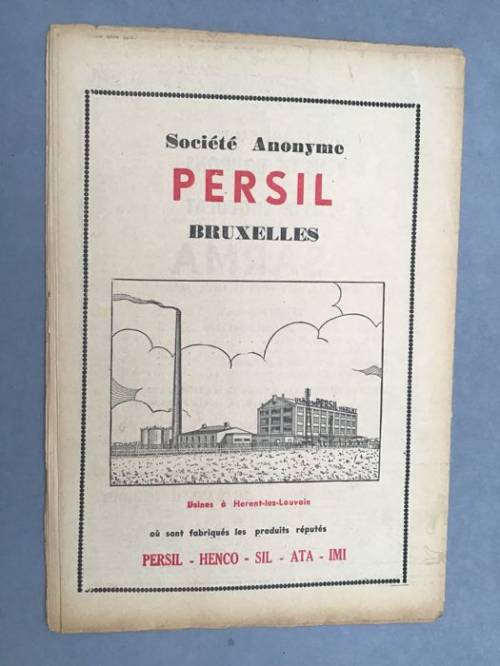 Société Anonyme
PERSIL
BRUXELLES
PERSIL
Usines à Herent-lez-Louvain
où sont fabriqués les produits réputés
PERSIL - HENCO - SIL - ATA - IMI